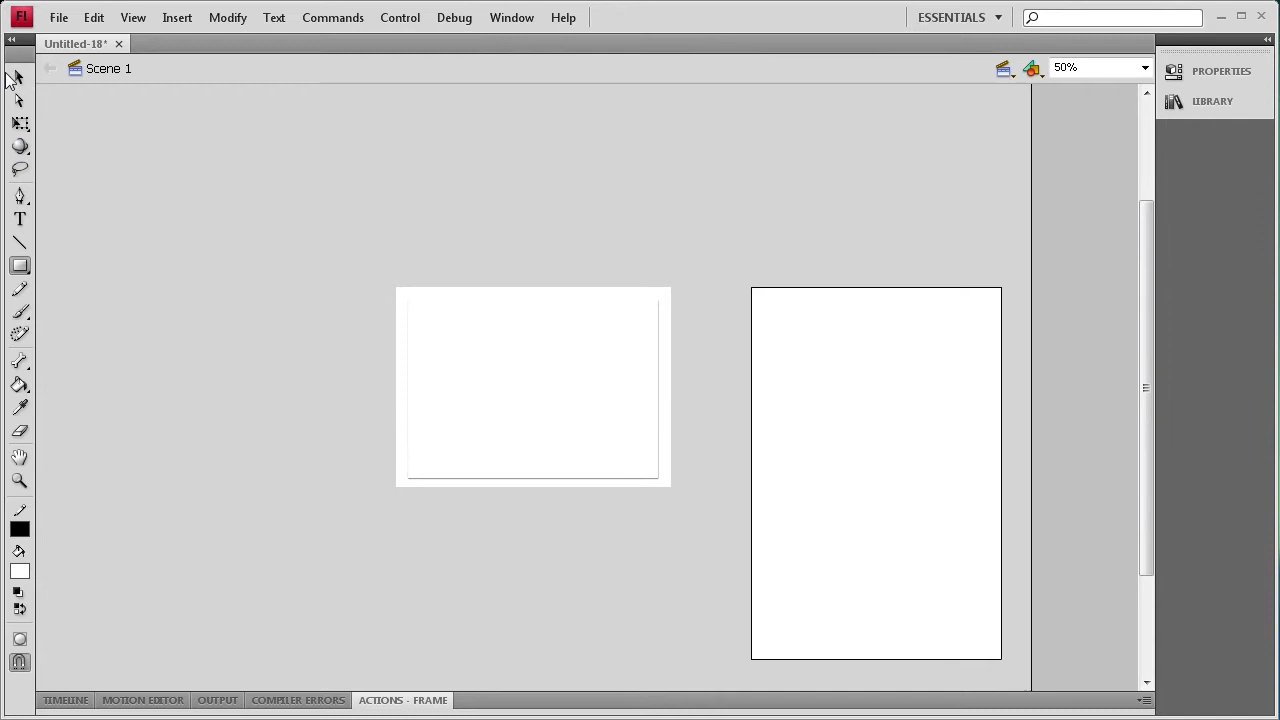 Fl File Edit View Insert Modify Text Commands Control Debug Window Help ESSENTIALS
Untitled-18*
Scene 1 50%
PROPERTIES
LIBRARY
T
TIMELINE MOTION EDITOR OUTPUT COMPILER ERRORS ACTIONS - FRAME